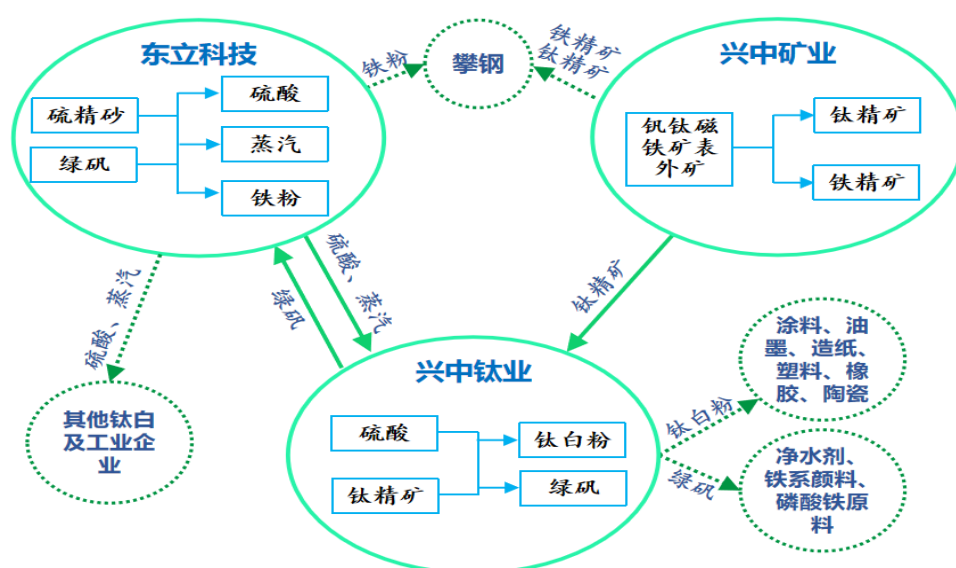 东立科技
硫精砂
绿矾
硫酸
蒸汽
铁粉
铁粉
攀钢
铁精矿
钛精矿
兴中矿业
钒钛磁
铁矿表
外矿
钛精矿
铁精矿
硫酸、蒸汽
绿矾
硫酸、蒸汽
钛精矿
其他钛白
及工业企
业
兴中钛业
硫酸
钛精矿
钛白粉
绿矾
钛白粉
绿矾
涂料、油
墨、造纸、
塑料、橡
胶、陶瓷
净水剂、
铁系颜料、
磷酸铁原
料